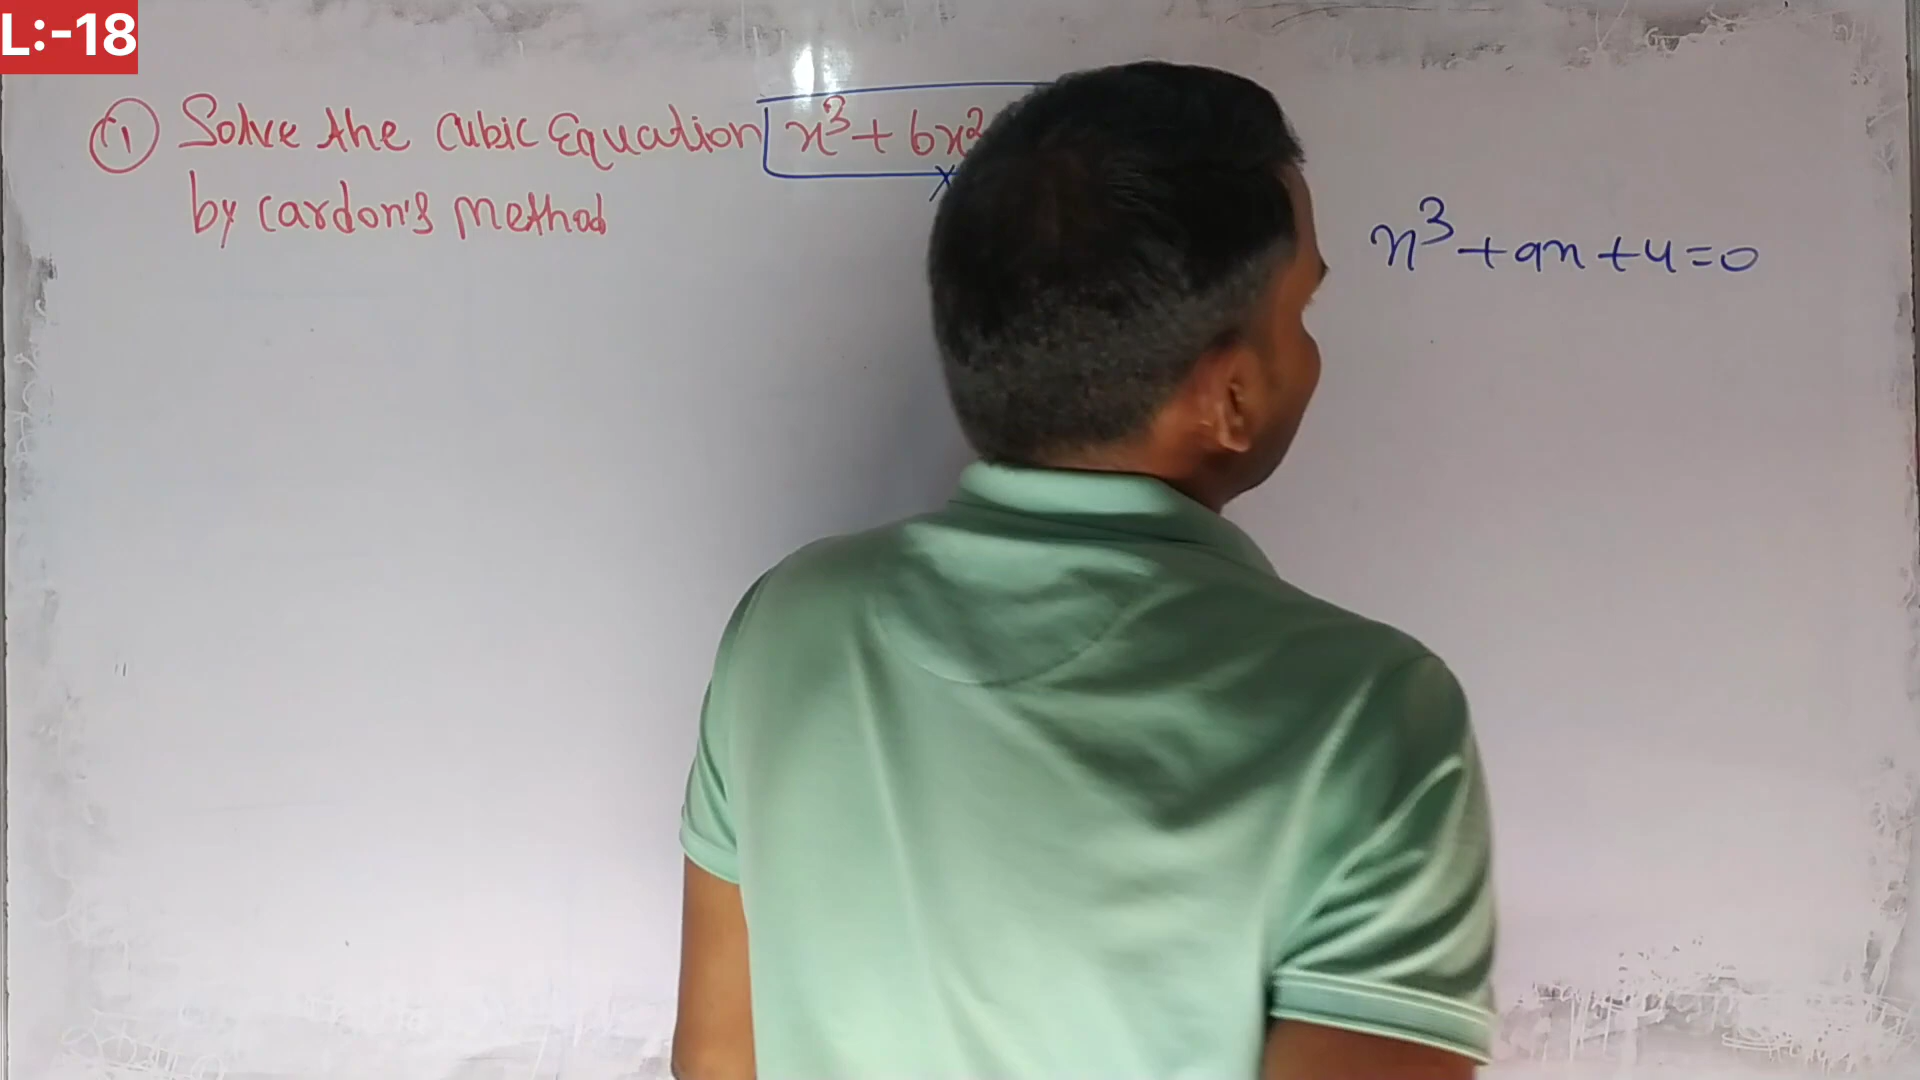 L:-18
① Solve the cubic Equation x³ + 6x²
by cardon's method
x³ + 9x + 4 = 0